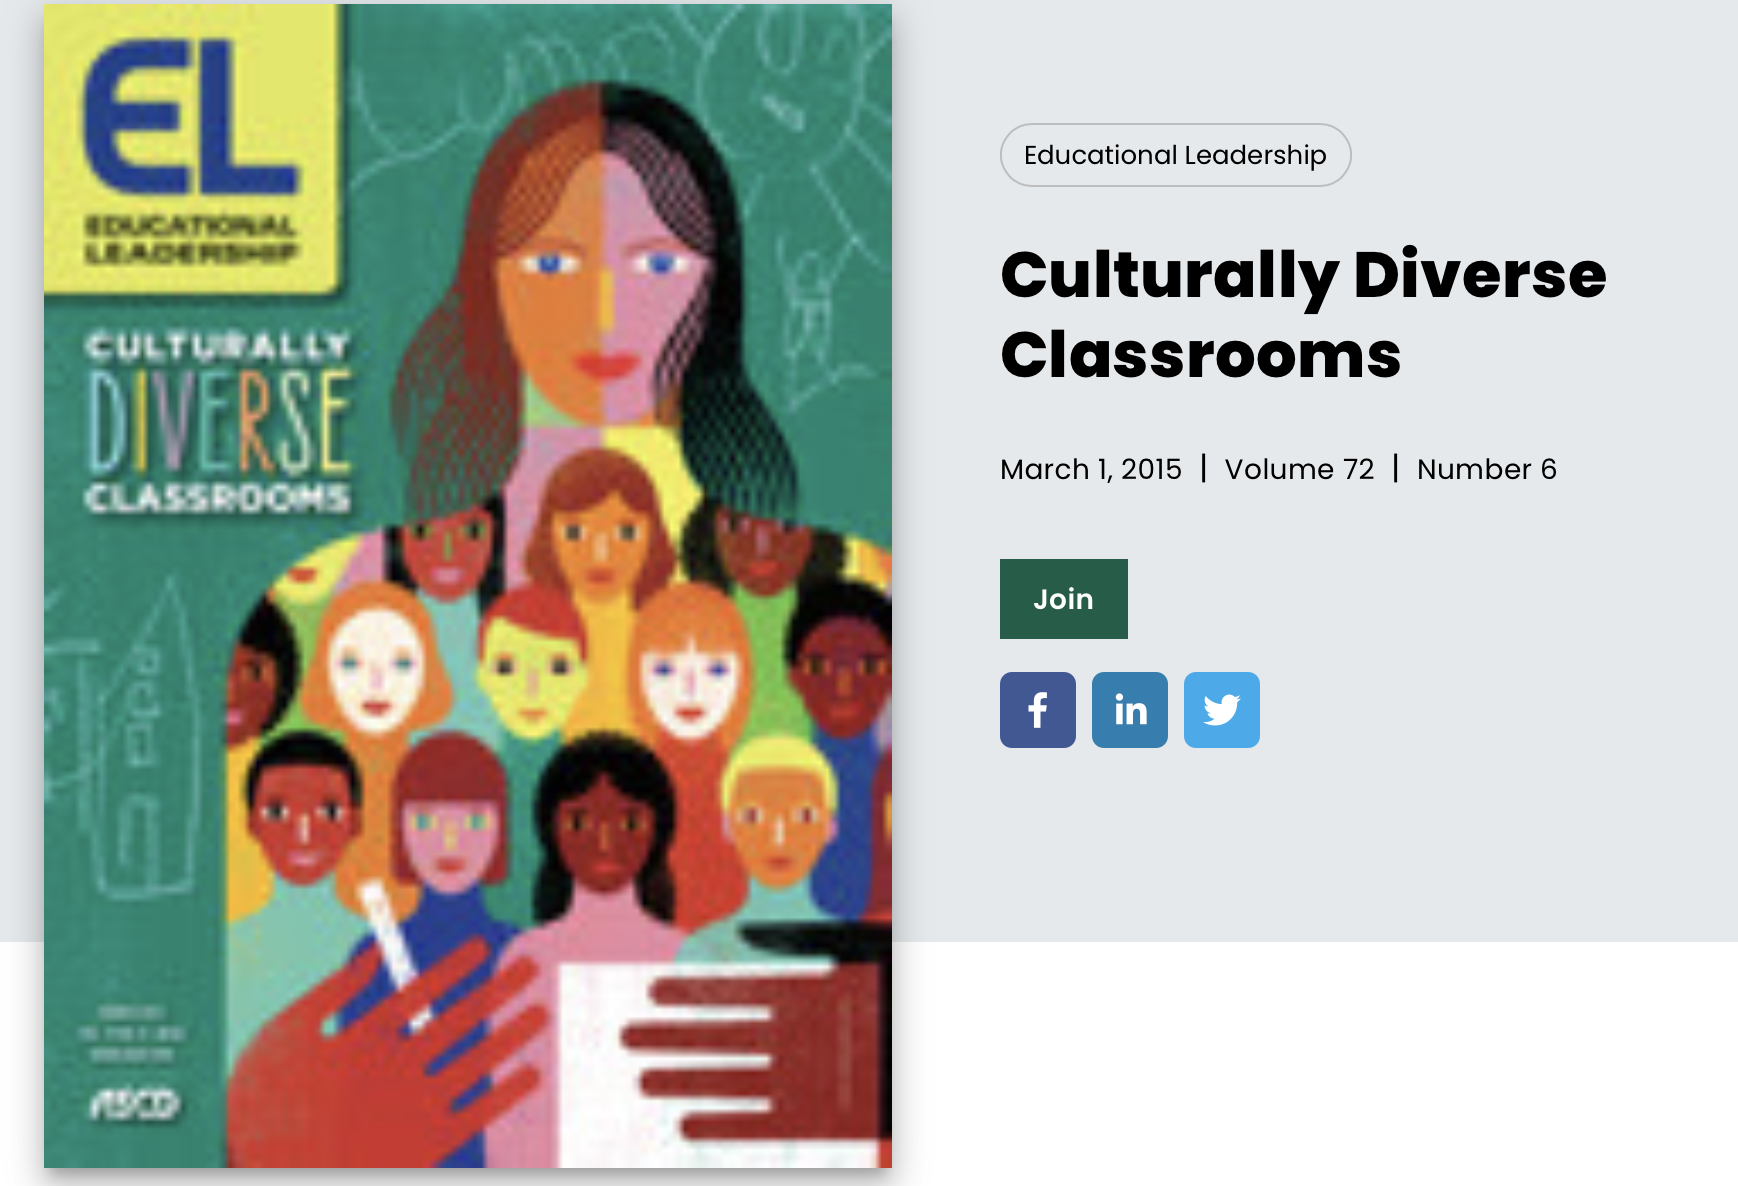 EL
EDUCATIONAL
LEADERSHIP
CULTURALLY
DIVERSE
CLASSROOMS
ASCD
Educational Leadership
Culturally Diverse
Classrooms
March 1, 2015 | Volume 72 | Number 6
Join